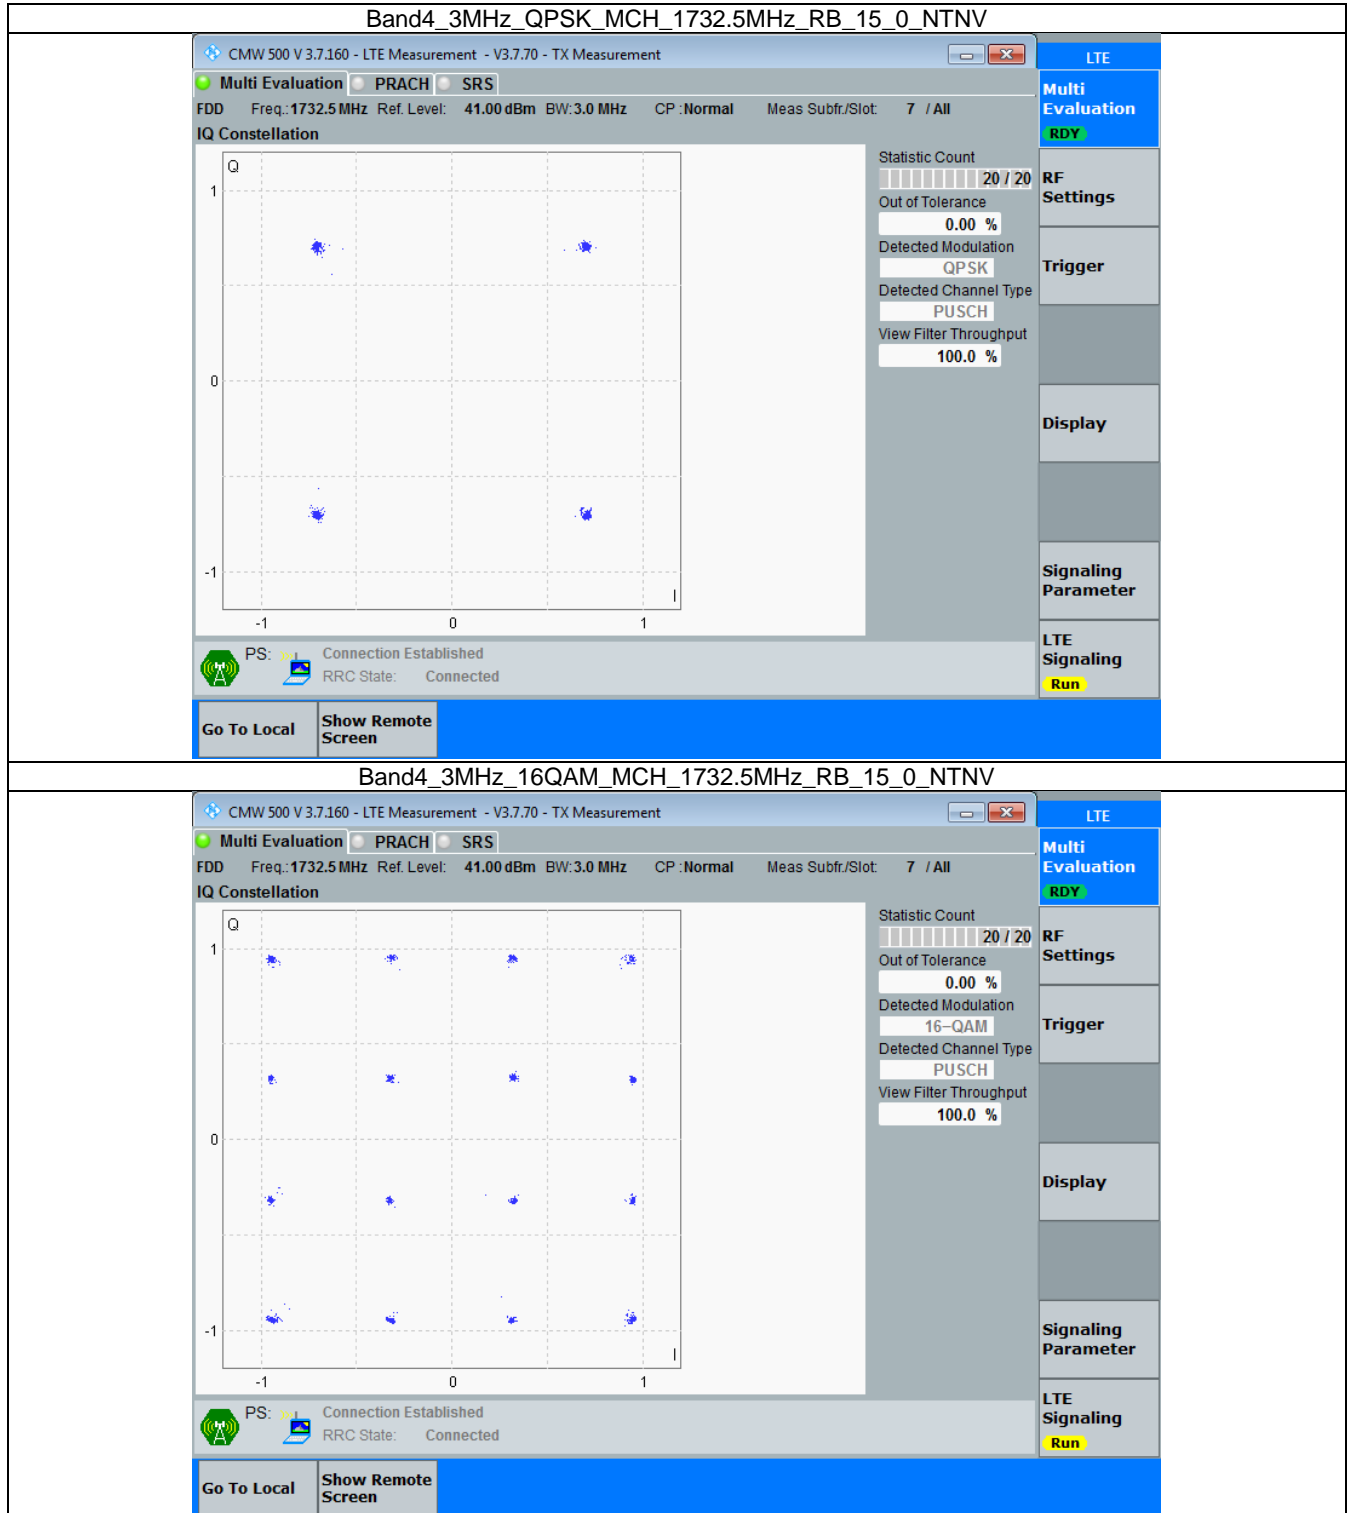 Band4_3MHz_QPSK_MCH_1732.5MHz_RB_15_0_NTNV
CMW 500 V 3.7.160 - LTE Measurement - V3.7.70 - TX Measurement
LTE
Multi Evaluation PRACH SRS
Multi
Evaluation
RDY
FDD Freq.: 1732.5 MHz Ref. Level: 41.00 dBm BW: 3.0 MHz CP : Normal Meas Subfr./Slot: 7 / All
IQ Constellation
Q
1
0
-1
I
-1 0 1
Statistic Count
20 / 20
Out of Tolerance
0.00 %
Detected Modulation
QPSK
Detected Channel Type
PUSCH
View Filter Throughput
100.0 %
RF
Settings
Trigger
Display
Signaling
Parameter
LTE
Signaling
Run
PS: Connection Established
RRC State: Connected
Go To Local
Show Remote
Screen
Band4_3MHz_16QAM_MCH_1732.5MHz_RB_15_0_NTNV
CMW 500 V 3.7.160 - LTE Measurement - V3.7.70 - TX Measurement
LTE
Multi Evaluation PRACH SRS
Multi
Evaluation
RDY
FDD Freq.: 1732.5 MHz Ref. Level: 41.00 dBm BW: 3.0 MHz CP : Normal Meas Subfr./Slot: 7 / All
IQ Constellation
Q
1
0
-1
I
-1 0 1
Statistic Count
20 / 20
Out of Tolerance
0.00 %
Detected Modulation
16-QAM
Detected Channel Type
PUSCH
View Filter Throughput
100.0 %
RF
Settings
Trigger
Display
Signaling
Parameter
LTE
Signaling
Run
PS: Connection Established
RRC State: Connected
Go To Local
Show Remote
Screen